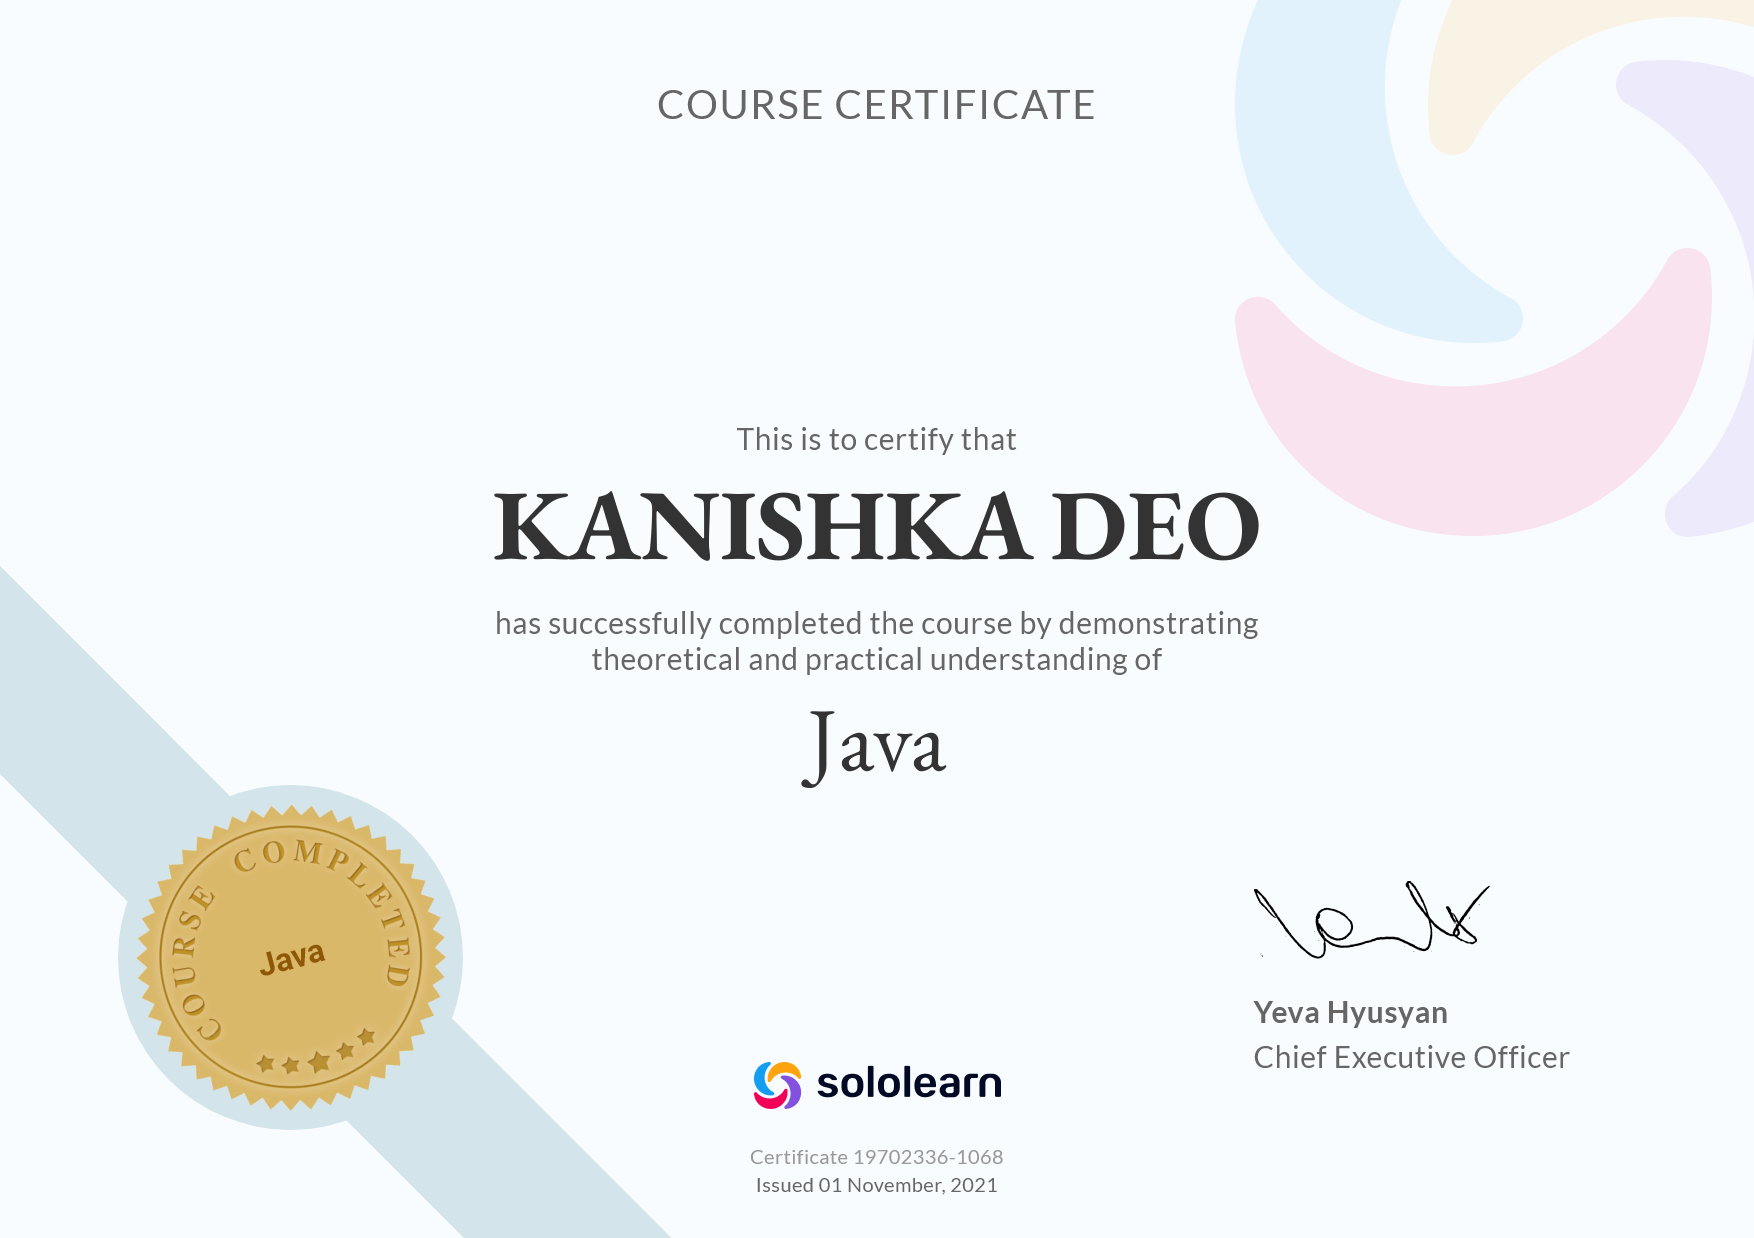 COURSE CERTIFICATE
This is to certify that
KANISHKA DEO
has successfully completed the course by demonstrating
theoretical and practical understanding of
Java
COURSE COMPLETED
Java
Yeva Hyusyan
Chief Executive Officer
sololearn
Certificate 19702336-1068
Issued 01 November, 2021